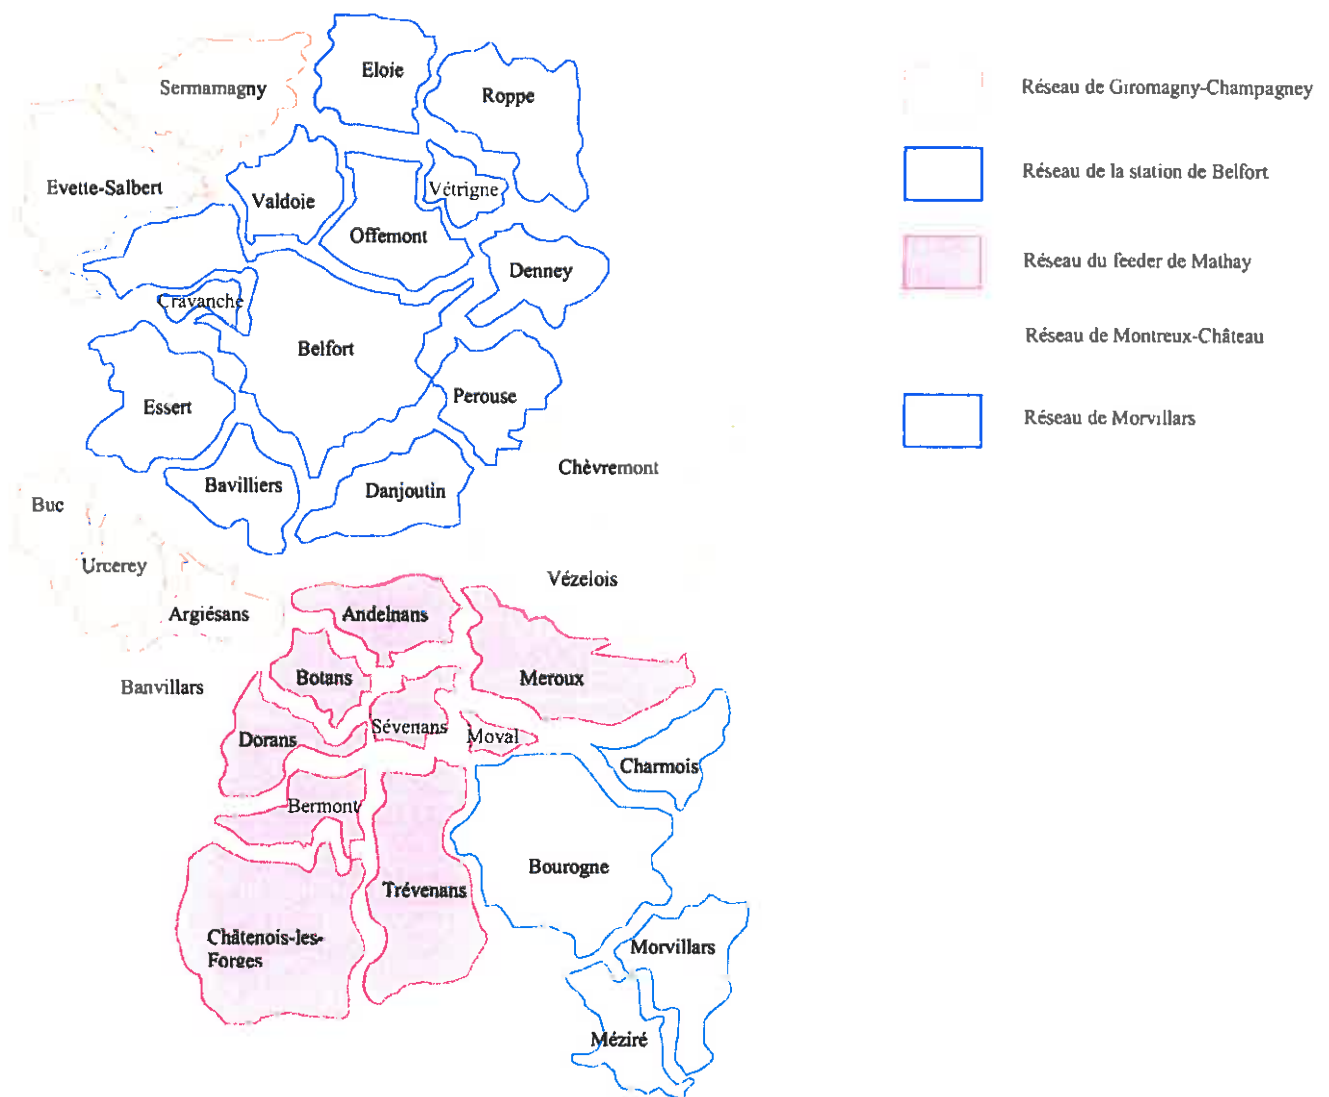 Eloie
Sermamagny
Roppe
Evette-Salbert
Valdoie
Vétrigne
Offemont
Denney
Cravanche
Belfort
Perouse
Essert
Chèvremont
Bavilliers
Danjoutin
Buc
Urcerey
Vézelois
Argiésans
Andelnans
Banvillars
Botans
Meroux
Sévenans
Moval
Dorans
Charmois
Bermont
Bourogne
Trévenans
Châtenois-les-
Forges
Morvillars
Méziré
Réseau de Giromagny-Champagney
Réseau de la station de Belfort
Réseau du feeder de Mathay
Réseau de Montreux-Château
Réseau de Morvillars